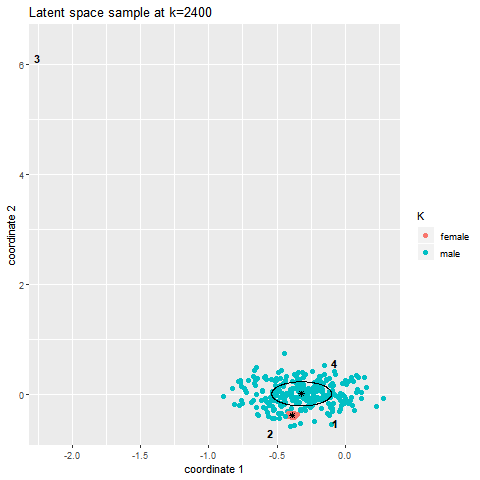 Latent space sample at k=2400
3
6
4
2
0
4
1
2
-2.0 -1.5 -1.0 -0.5 0.0
coordinate 1
coordinate 2
K
female
male